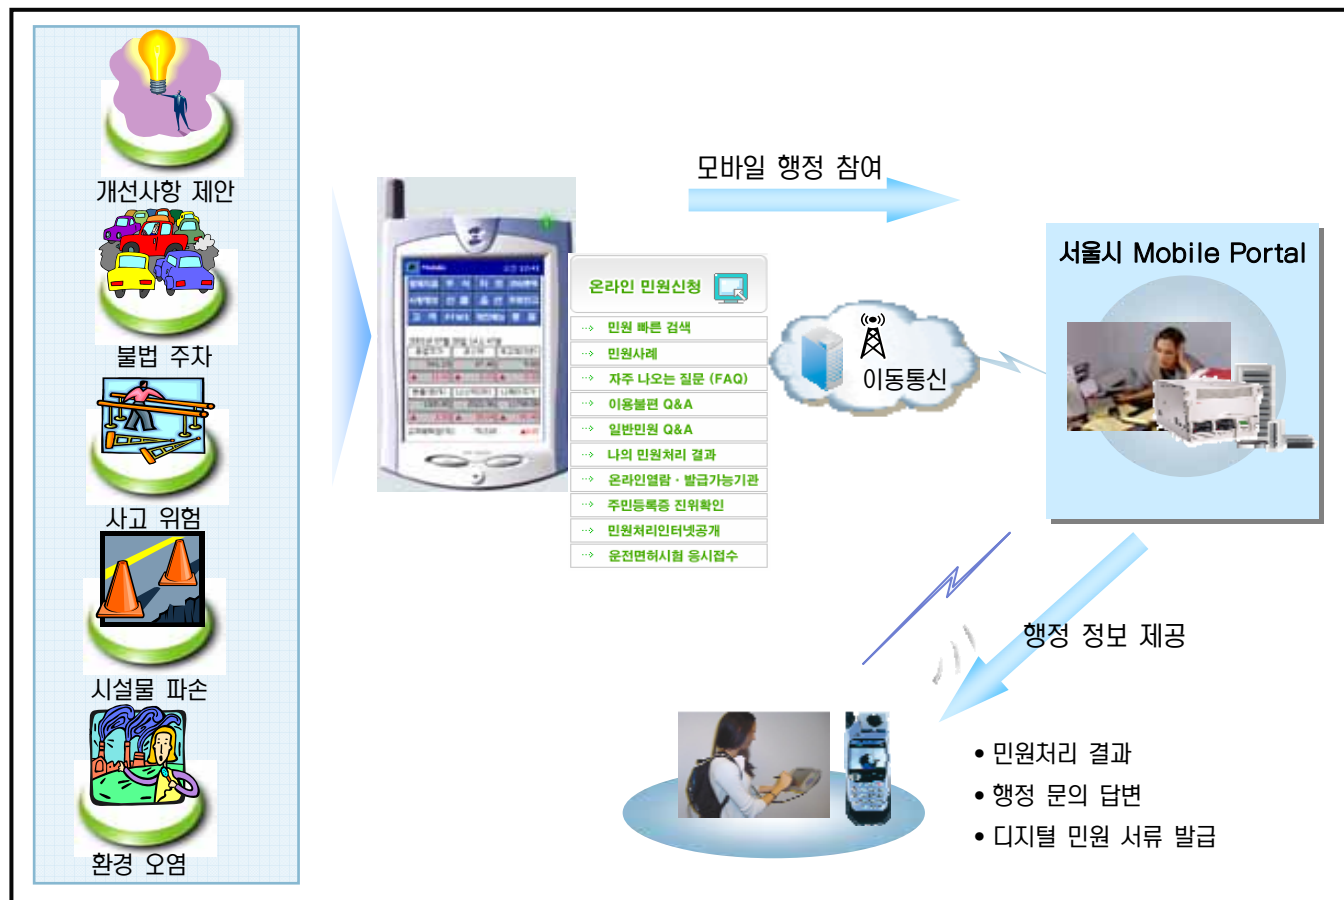 개선사항 제안
불법 주차
사고 위험
시설물 파손
환경 오염
모바일 행정 참여
온라인 민원신청
민원 빠른 검색
민원사례
자주 나오는 질문 (FAQ)
이용불편 Q&A
일반민원 Q&A
나의 민원처리 결과
온라인열람 · 발급가능기관
주민등록증 진위확인
민원처리인터넷공개
운전면허시험 응시접수
이동통신
서울시 Mobile Portal
행정 정보 제공
• 민원처리 결과
• 행정 문의 답변
• 디지털 민원 서류 발급